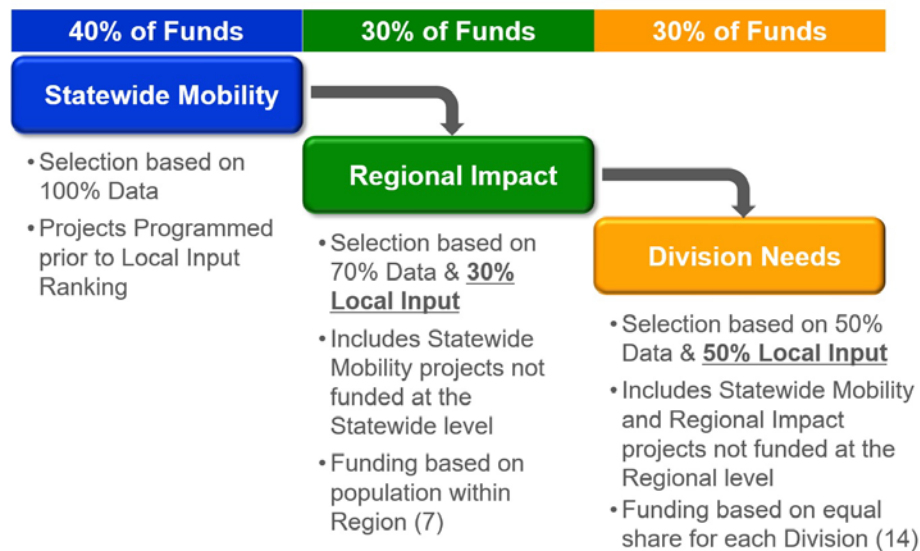 40% of Funds
30% of Funds
30% of Funds
Statewide Mobility
• Selection based on
100% Data
• Projects Programmed
prior to Local Input
Ranking
Regional Impact
• Selection based on
70% Data & 30%
Local Input
• Includes Statewide
Mobility projects not
funded at the
Statewide level
• Funding based on
population within
Region (7)
Division Needs
• Selection based on 50%
Data & 50% Local Input
• Includes Statewide Mobility
and Regional Impact
projects not funded at the
Regional level
• Funding based on equal
share for each Division (14)